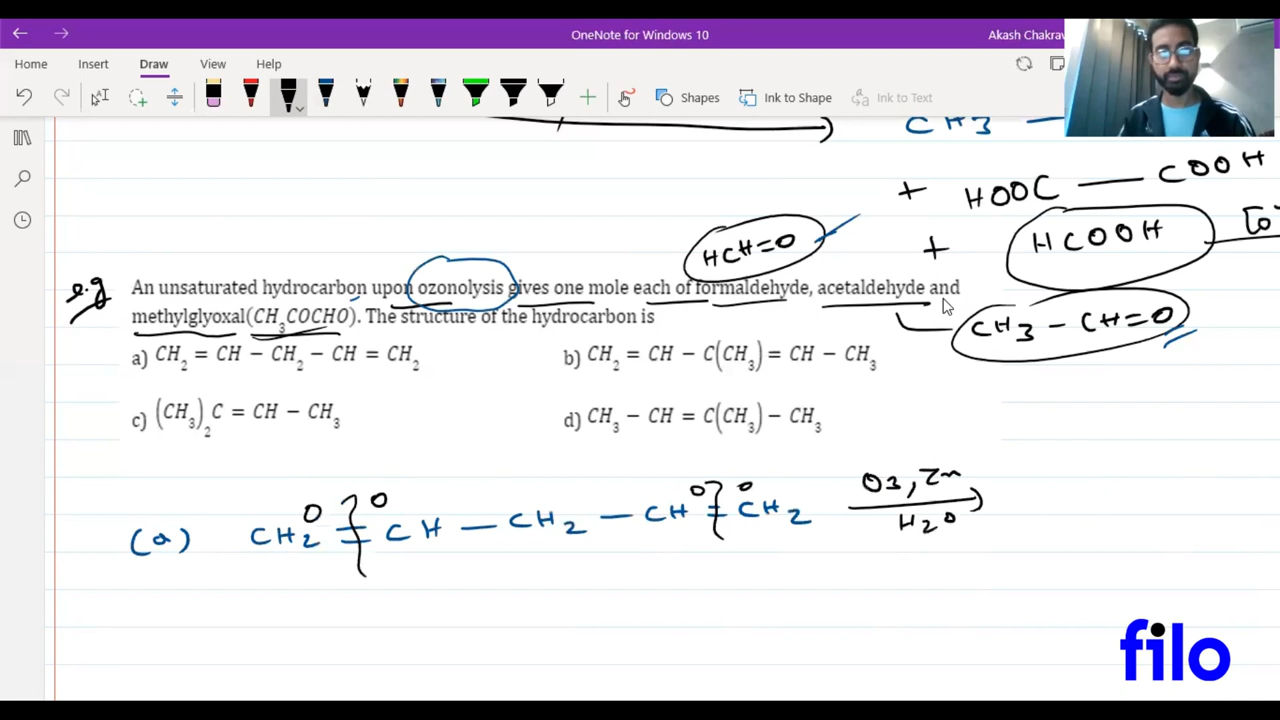 OneNote for Windows 10
Akash Chakrav
Home Insert Draw View Help
Shapes Ink to Shape Ink to Text
CH3 —
+ HOOC — COOH
HCH=O
+ HCOOH
e.g An unsaturated hydrocarbon upon ozonolysis gives one mole each of formaldehyde, acetaldehyde and
methylglyoxal(CH₃COCHO). The structure of the hydrocarbon is
CH3 - CH=O
a) CH₂ = CH − CH₂ − CH = CH₂ b) CH₂ = CH − C(CH₃) = CH − CH₃
c) (CH₃)₂C = CH − CH₃ d) CH₃ − CH = C(CH₃) − CH₃
O O O O O3, Zn
(a) CH2 = CH — CH2 — CH = CH2 H2O
filo